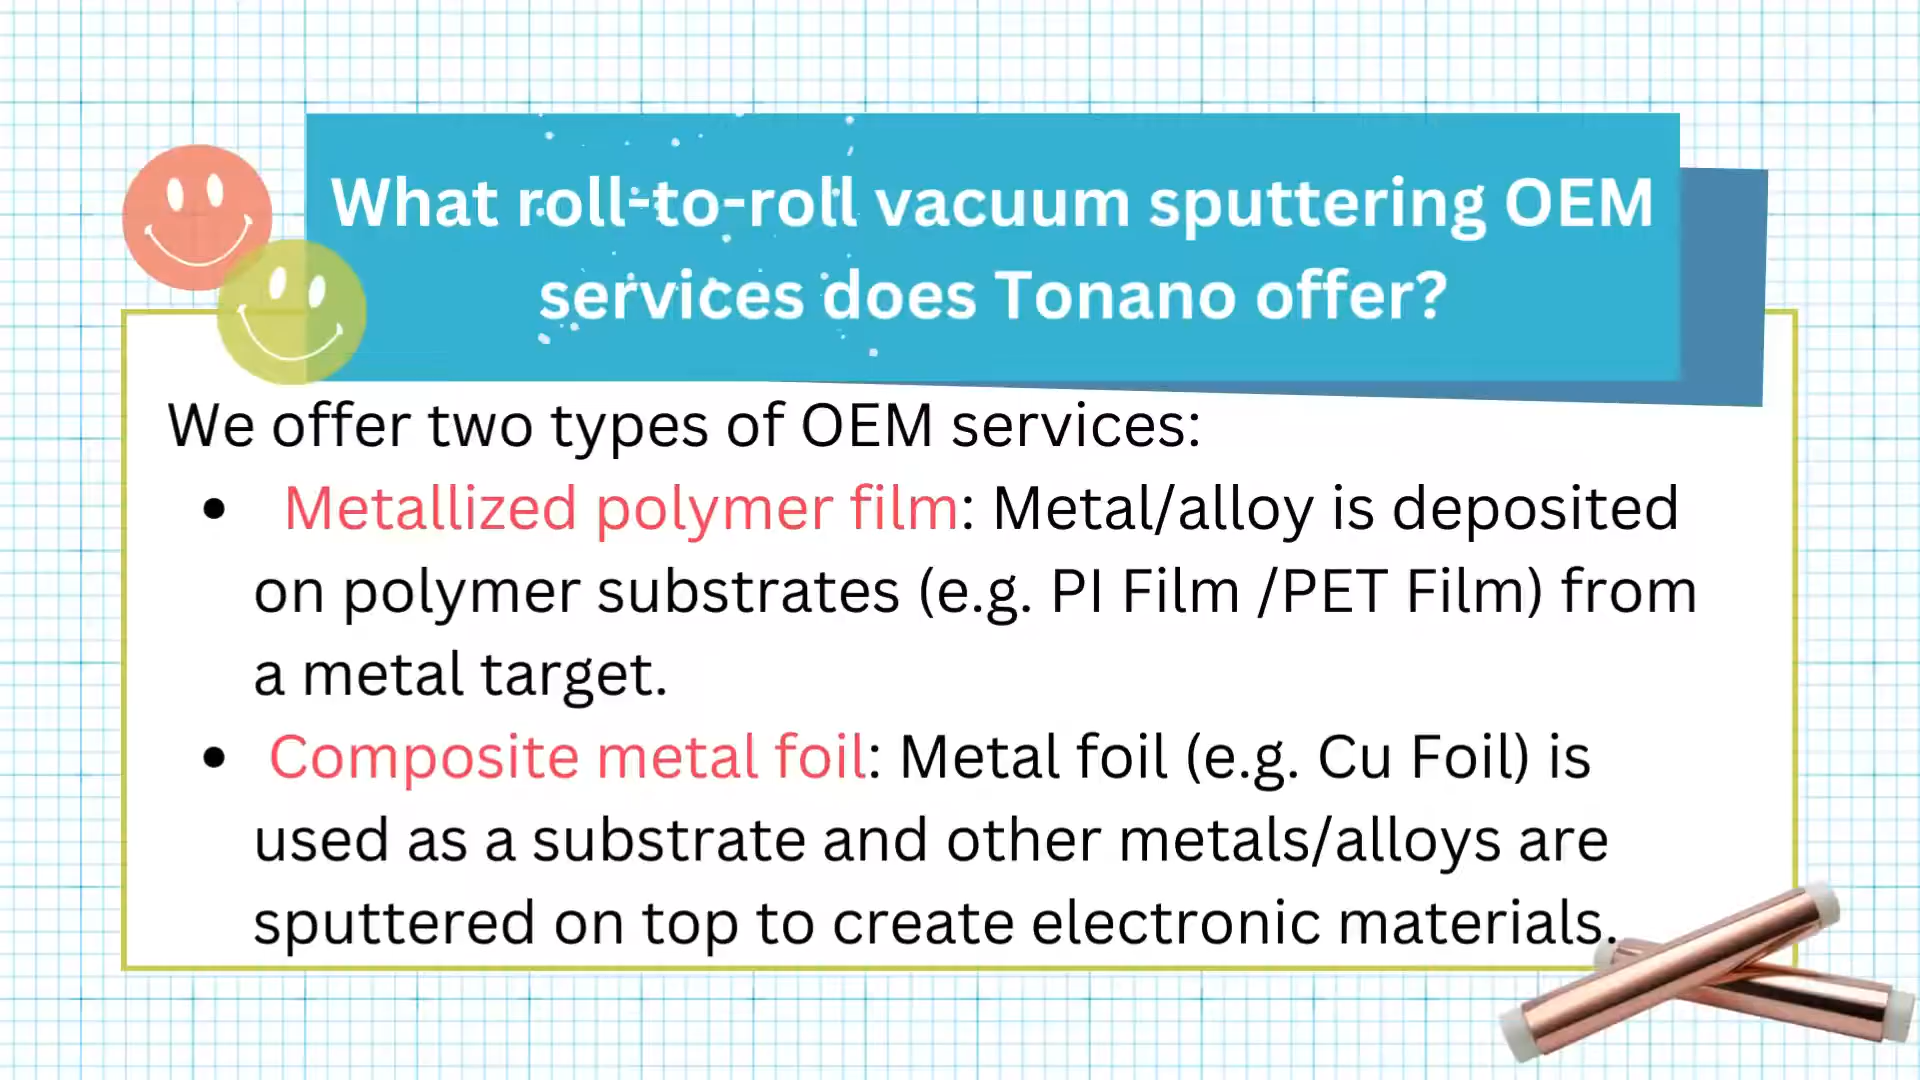 What roll-to-roll vacuum sputtering OEM
services does Tonano offer?
We offer two types of OEM services:
• Metallized polymer film: Metal/alloy is deposited
on polymer substrates (e.g. PI Film /PET Film) from
a metal target.
• Composite metal foil: Metal foil (e.g. Cu Foil) is
used as a substrate and other metals/alloys are
sputtered on top to create electronic materials.